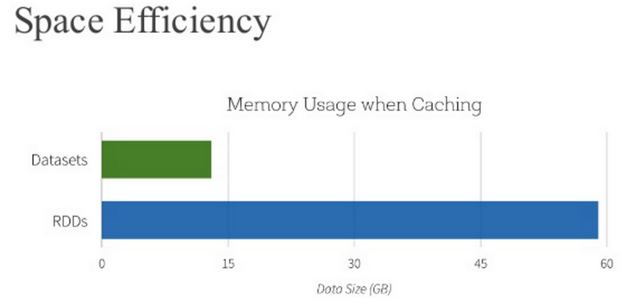 Space Efficiency
Memory Usage when Caching
Datasets
RDDs
0 15 30 45 60
Data Size (GB)